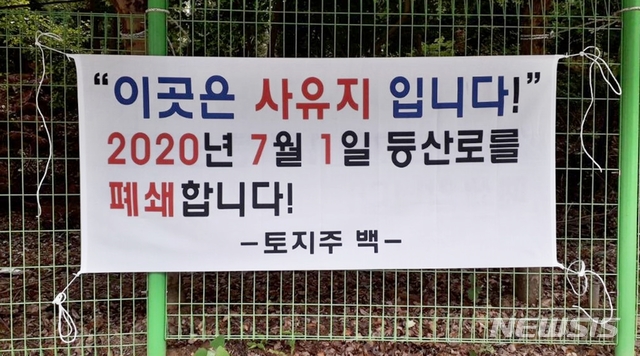 “이곳은 사유지 입니다!”
2020년 7월 1일 등산로를
폐쇄합니다!
-토지주 백-
NEWSIS